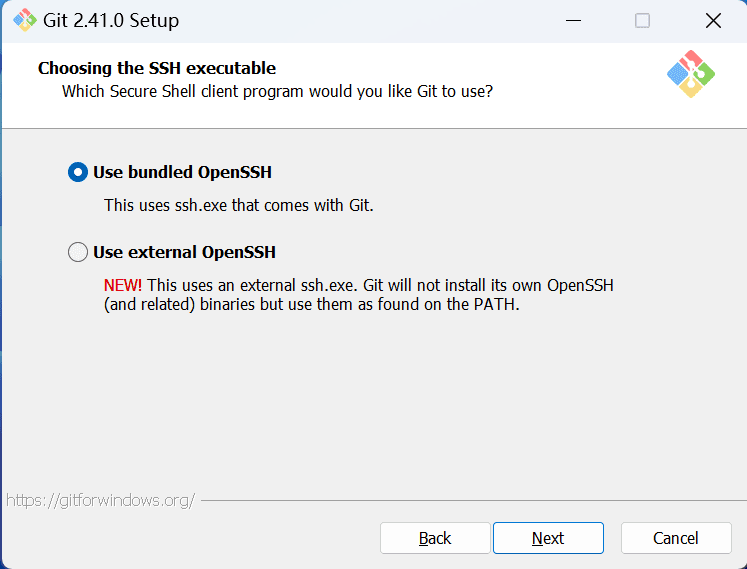 Git 2.41.0 Setup
Choosing the SSH executable
Which Secure Shell client program would you like Git to use?
Use bundled OpenSSH
This uses ssh.exe that comes with Git.
Use external OpenSSH
NEW! This uses an external ssh.exe. Git will not install its own OpenSSH
(and related) binaries but use them as found on the PATH.
https://gitforwindows.org/
Back Next Cancel